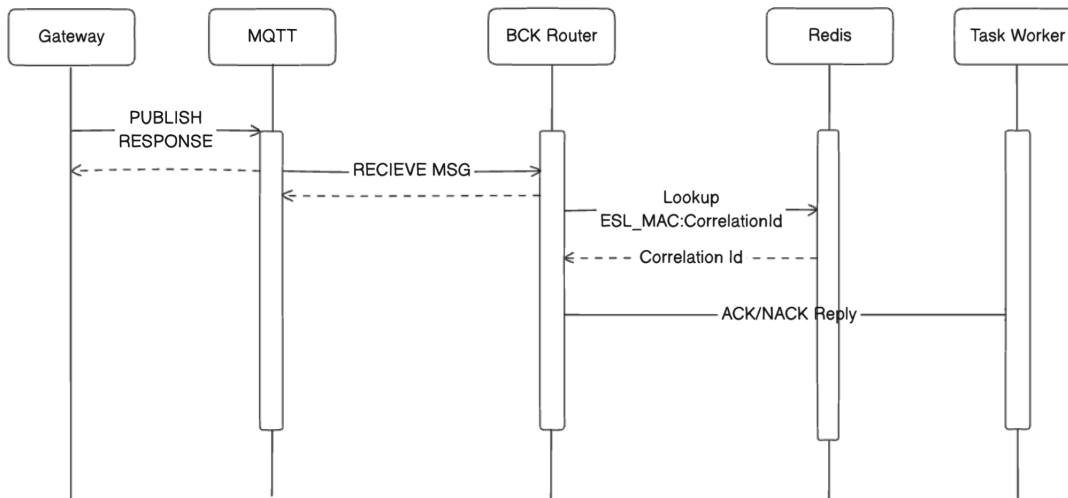 Gateway
MQTT
BCK Router
Redis
Task Worker
PUBLISH
RESPONSE
RECIEVE MSG
Lookup
ESL_MAC:CorrelationId
Correlation Id
ACK/NACK Reply